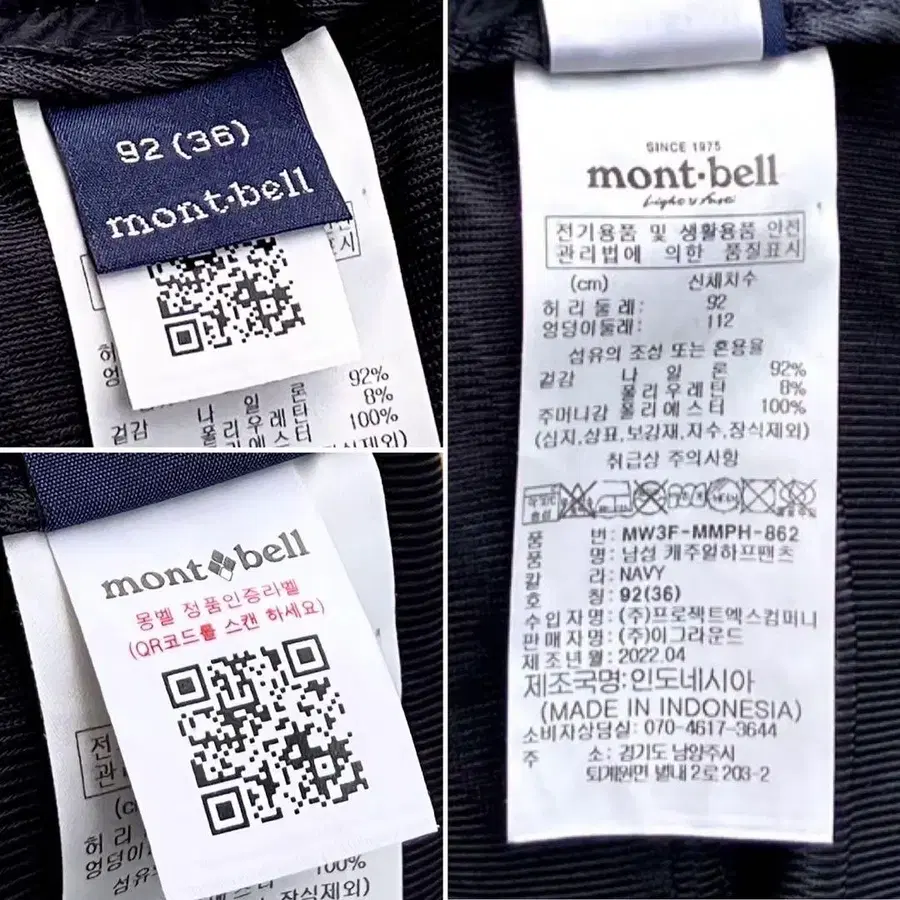 92 (36)
mont·bell
시
허
엉
92%
론
8%
나 일
탄
100%
겉감
폴리우레
장식제외)
mont bell
몽벨 정품인증라벨
(QR코드를 스캔 하세요)
전
관
허리
엉덩이
섬유
100%
장식제외)
SINCE 1975
mont·bell
Light & Fast
전기용품 및 생활용품 안전
관리법에 의한 품질표시
(cm) 신체치수
허리둘레: 92
엉덩이둘레: 112
섬유의 조성 또는 혼용율
겉감 나 일 론 92%
폴리우레탄 8%
주머니감 폴리에스터 100%
(심지,상표,보강재,자수,장식제외)
취급상 주의사항
품 번: MW3F-MMPH-862
품 명: 남성 캐주얼하프팬츠
칼 라: NAVY
호 칭: 92(36)
수입자명: (주)프로젝트엑스컴퍼니
판매자명: (주)이그라운드
제조년월: 2022.04
제조국명:인도네시아
(MADE IN INDONESIA)
소비자상담실: 070-4617-3644
주 소: 경기도 남양주시
퇴계원면 별내2로 203-2